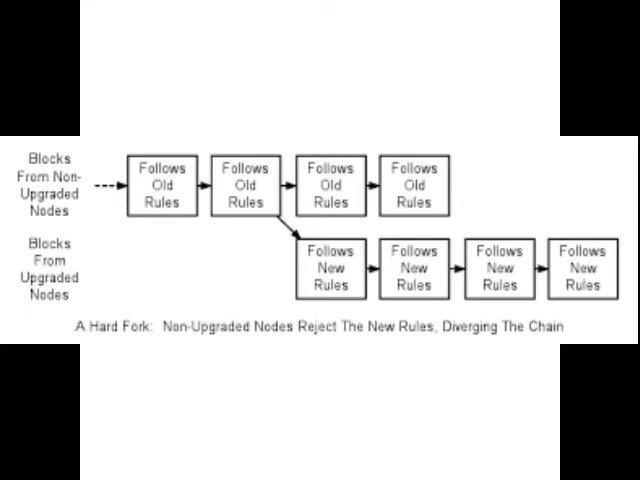 Blocks
From Non-
Upgraded
Nodes
Follows
Old
Rules
Follows
Old
Rules
Follows
Old
Rules
Follows
Old
Rules
Blocks
From
Upgraded
Nodes
Follows
New
Rules
Follows
New
Rules
Follows
New
Rules
Follows
New
Rules
A Hard Fork: Non-Upgraded Nodes Reject The New Rules, Diverging The Chain